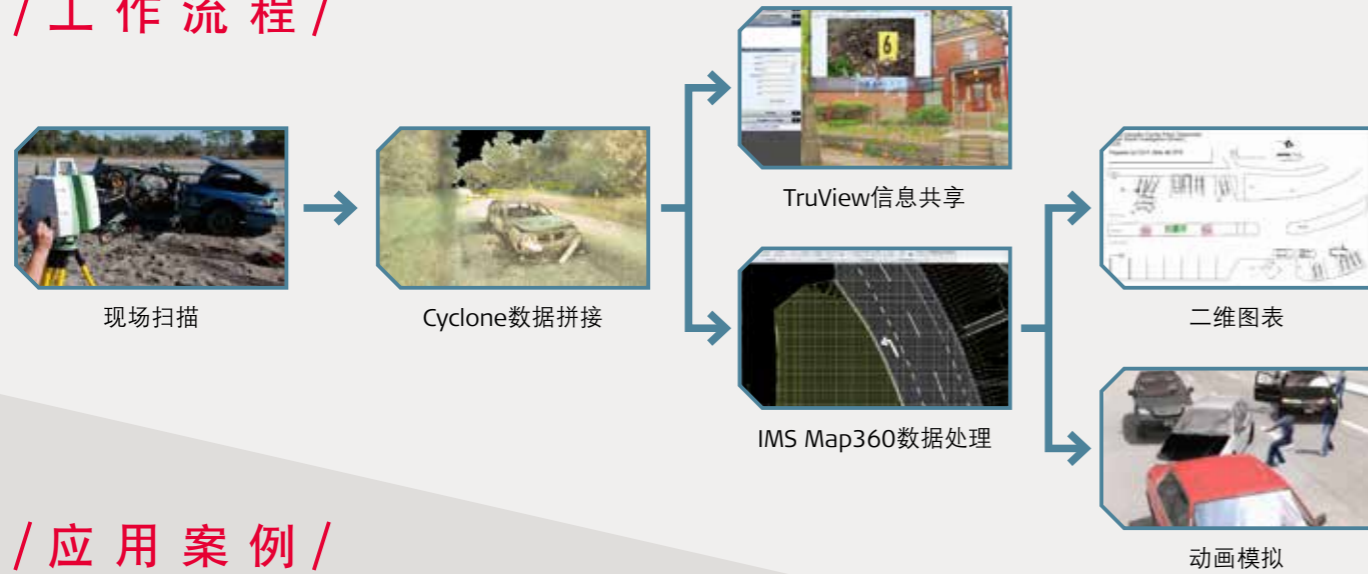 /工作流程/
6
TruView信息共享
现场扫描
Cyclone数据拼接
二维图表
IMS Map360数据处理
动画模拟
/应用案例/